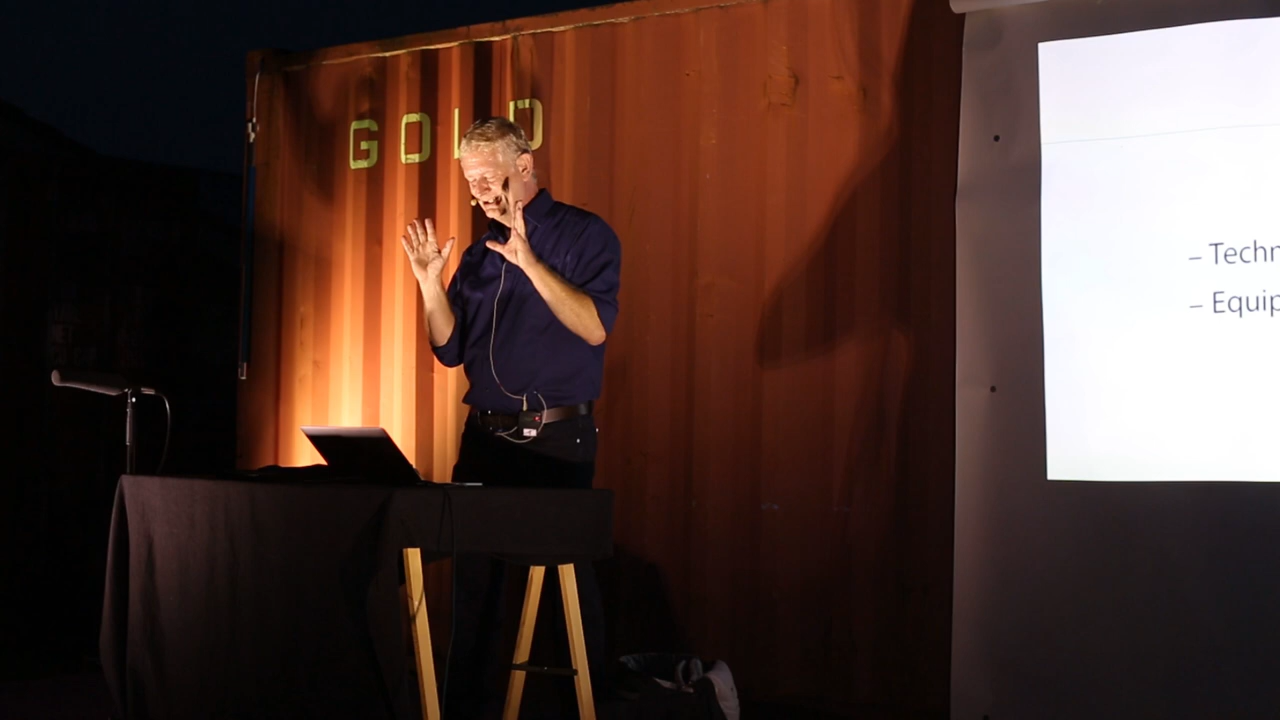 GOLD
– Techn
– Equip